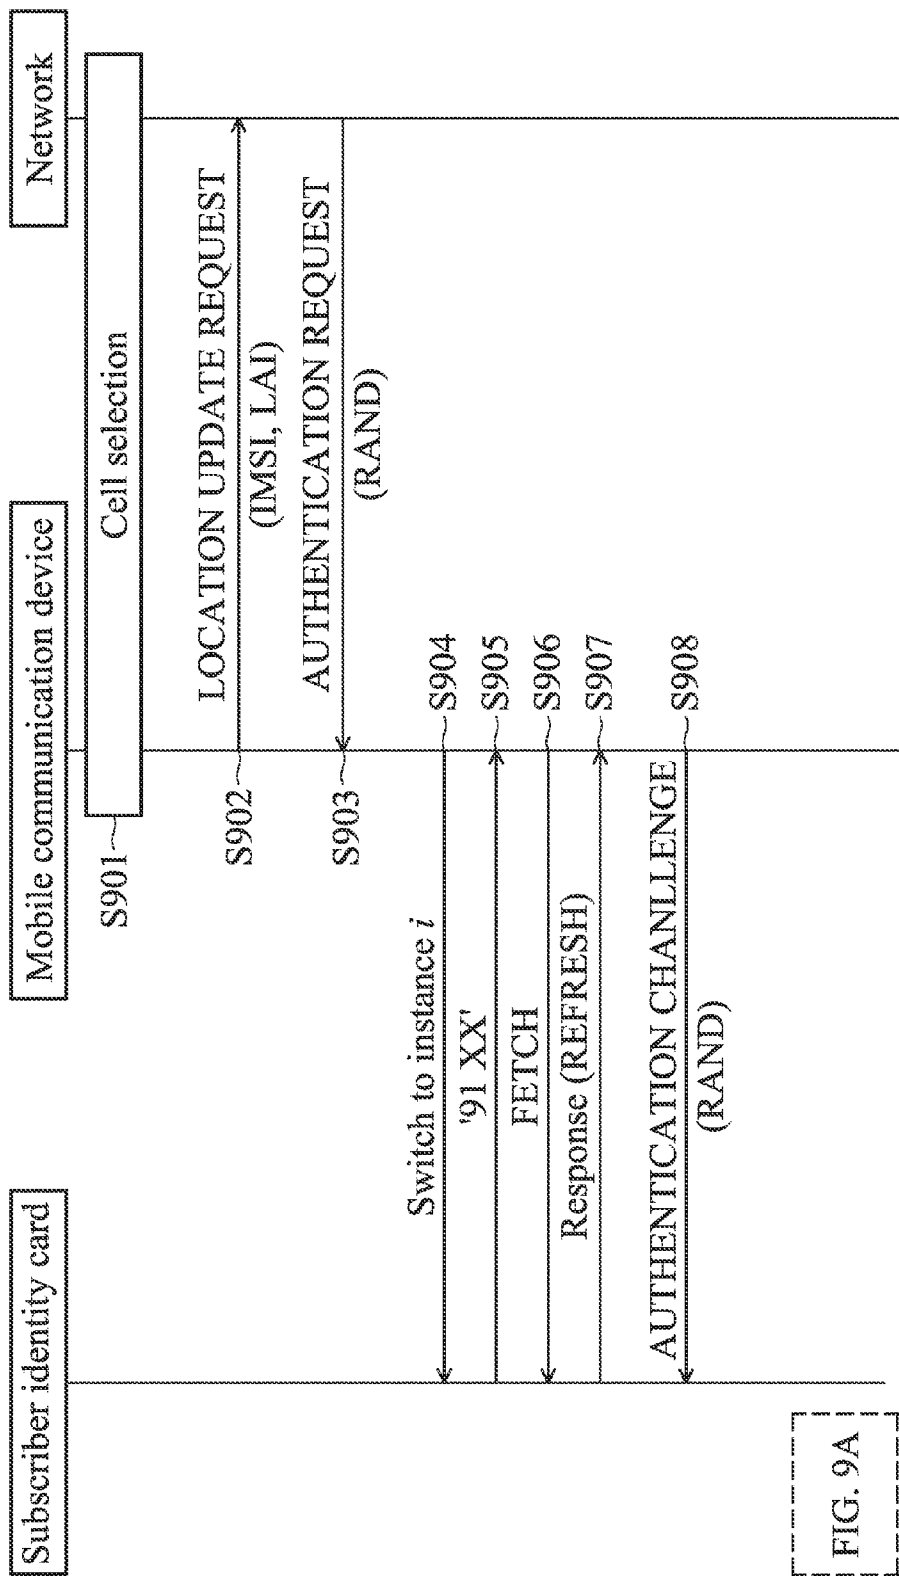 Subscriber identity card
Mobile communication device
Network
S901
Cell selection
LOCATION UPDATE REQUEST
S902
(IMSI, LAI)
AUTHENTICATION REQUEST
S903
(RAND)
Switch to instance i
S904
'91 XX'
S905
FETCH
S906
Response (REFRESH)
S907
AUTHENTICATION CHANLLENGE
S908
(RAND)
FIG. 9A